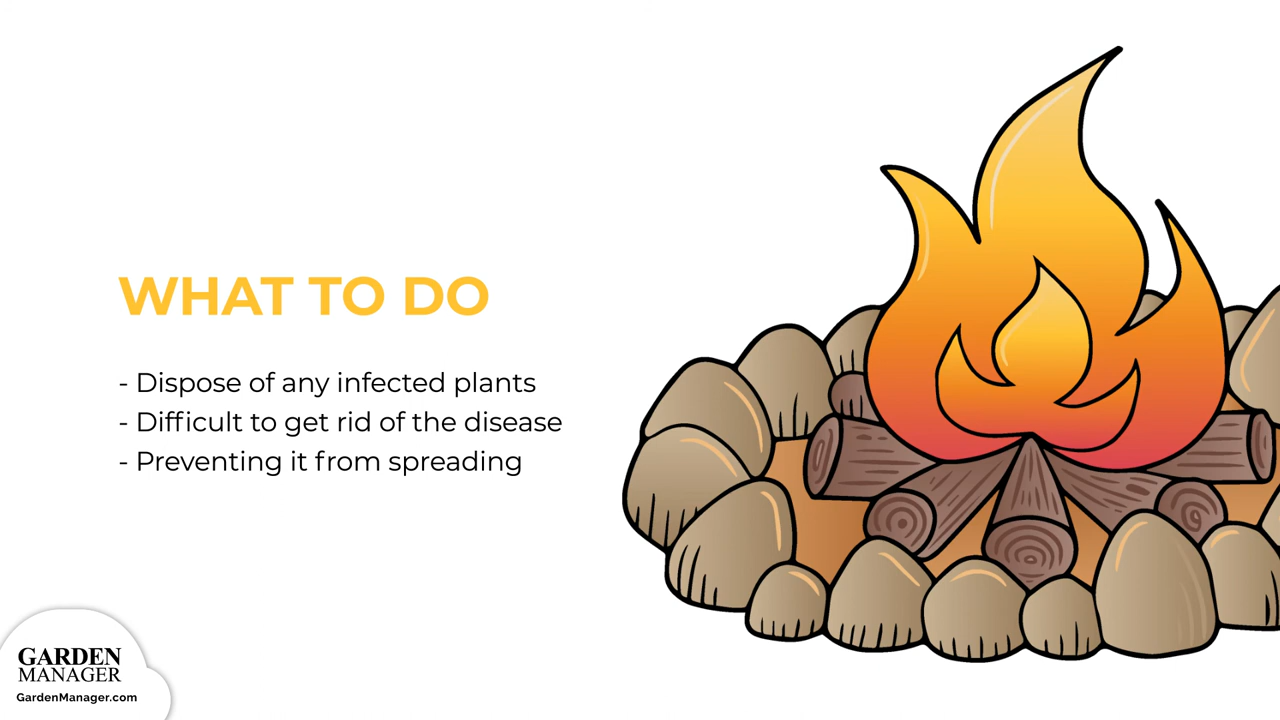 WHAT TO DO
- Dispose of any infected plants
- Difficult to get rid of the disease
- Preventing it from spreading
GARDEN
MANAGER
GardenManager.com